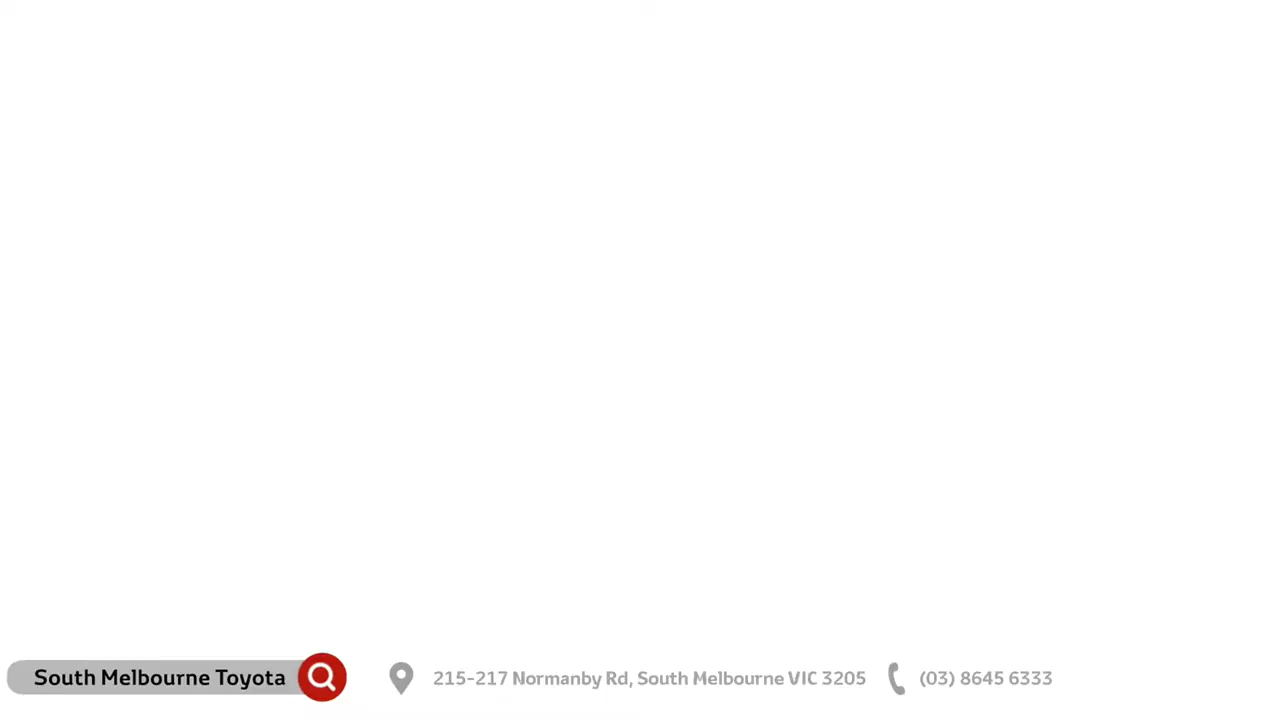 South Melbourne Toyota
215-217 Normanby Rd, South Melbourne VIC 3205
(03) 8645 6333